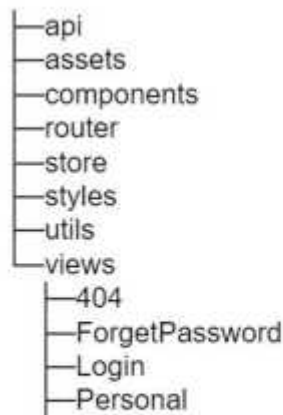 api
assets
components
router
store
styles
utils
views
404
ForgetPassword
Login
Personal